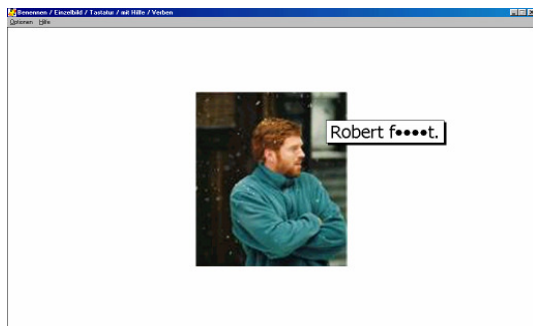 Benennen / Einzelbild / Tastatur / mit Hilfe / Verben
Optionen Hilfe
Robert f●●●●t.